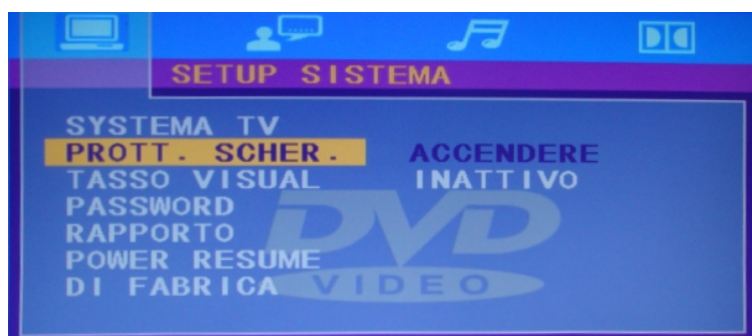 SETUP SISTEMA
SYSTEMA TV
PROTT. SCHER. ACCENDERE
TASSO VISUAL INATTIVO
PASSWORD
RAPPORTO
POWER RESUME
DI FABRICA
DVD
VIDEO